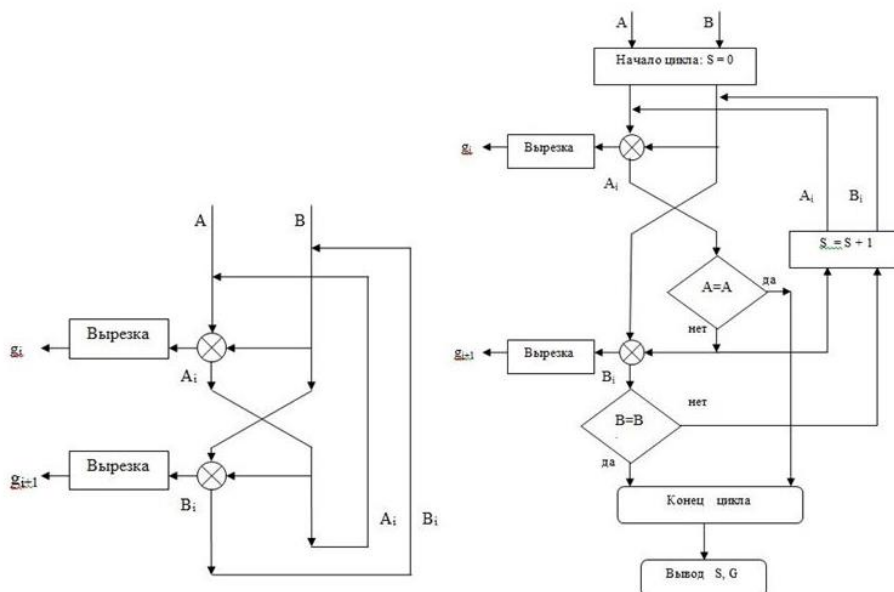 A B
Вырезка
gi
Ai
Вырезка
gi+1
Bi
Ai Bi
A B
Начало цикла: S = 0
Вырезка
gi
Ai
Ai Bi
S = S + 1
A=A
да
нет
Вырезка
gi+1
Bi
B=B
нет
да
Конец цикла
Вывод S, G